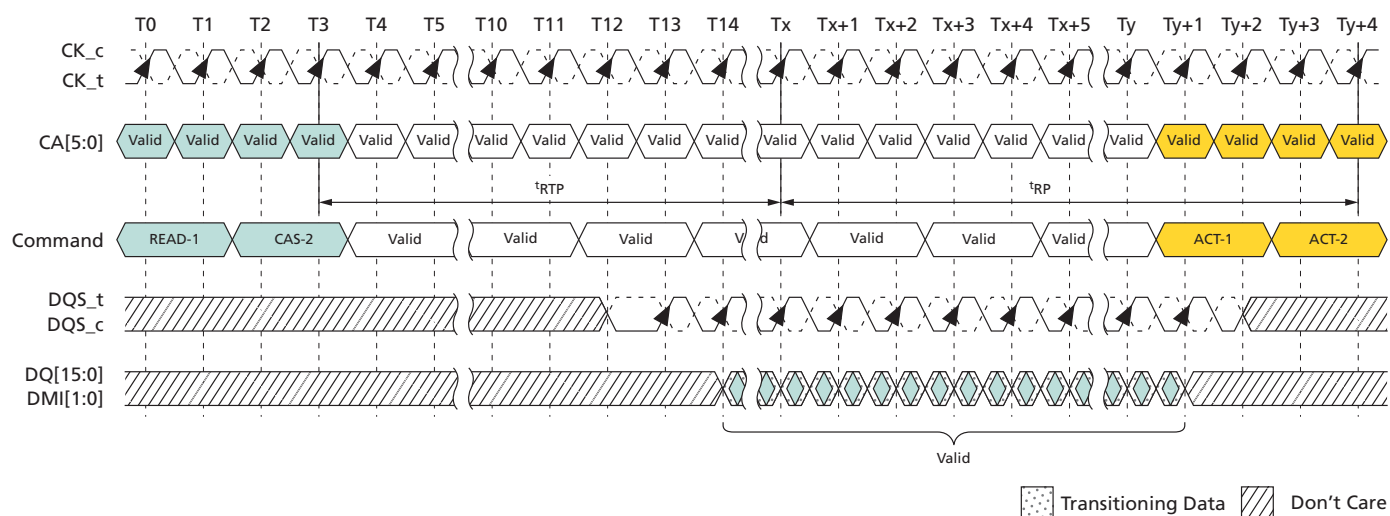 T0 T1 T2 T3 T4 T5 T10 T11 T12 T13 T14 Tx Tx+1 Tx+2 Tx+3 Tx+4 Tx+5 Ty Ty+1 Ty+2 Ty+3 Ty+4
CK_c
CK_t
CA[5:0] Valid Valid Valid Valid Valid Valid Valid Valid Valid Valid Valid Valid Valid Valid Valid Valid Valid Valid Valid Valid Valid Valid
tRTP tRP
Command READ-1 CAS-2 Valid Valid Valid Valid Valid Valid Valid ACT-1 ACT-2
DQS_t
DQS_c
DQ[15:0]
DMI[1:0]
Valid
Transitioning Data Don't Care